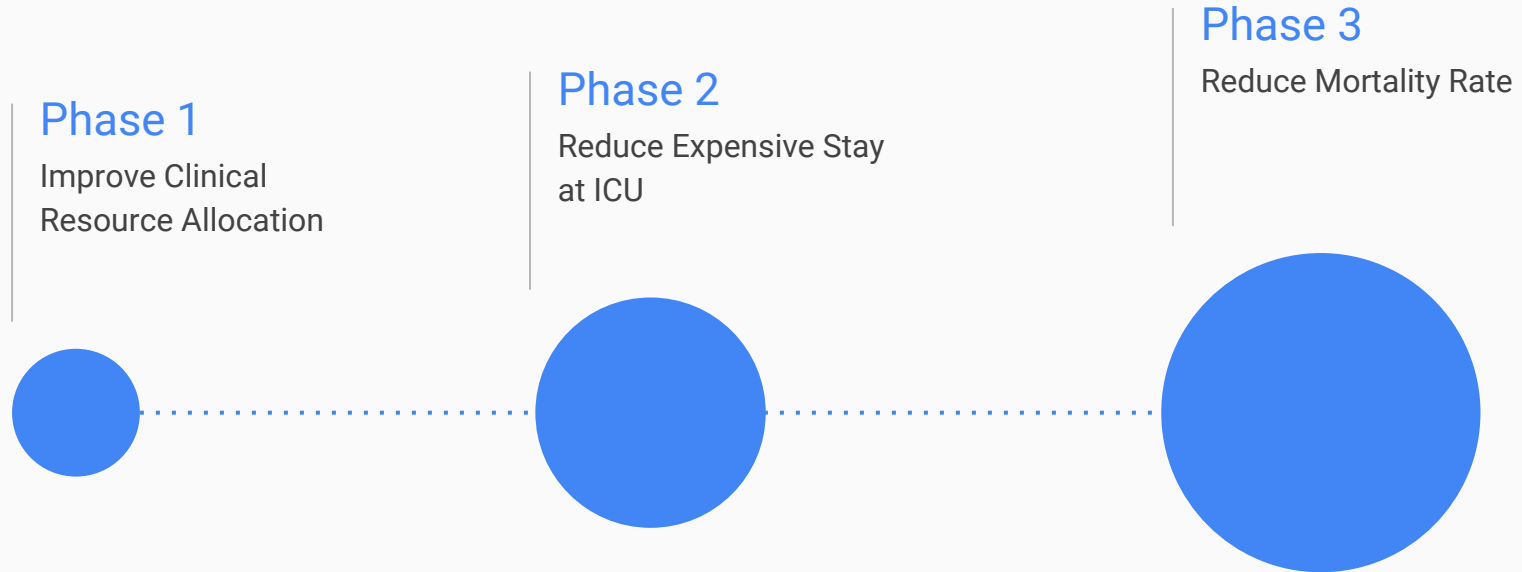 Phase 1
Improve Clinical
Resource Allocation
Phase 2
Reduce Expensive Stay
at ICU
Phase 3
Reduce Mortality Rate